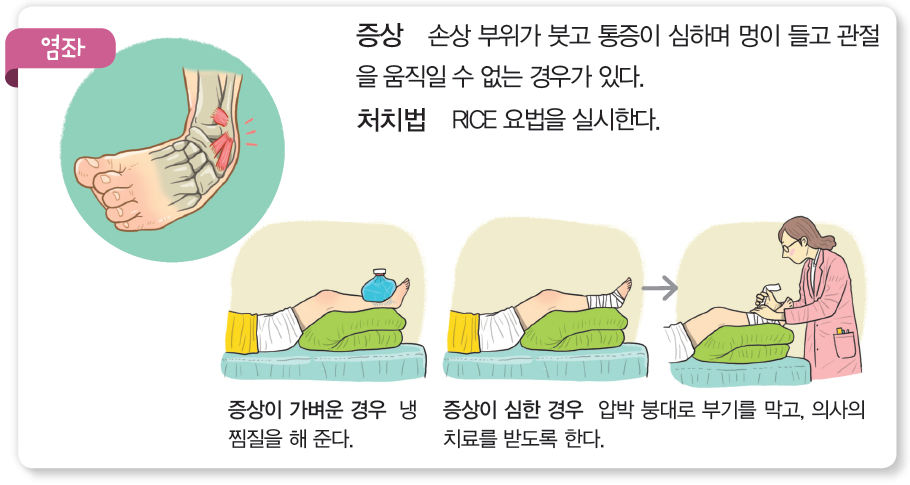 염좌
증상 손상 부위가 붓고 통증이 심하며 멍이 들고 관절
을 움직일 수 없는 경우가 있다.
처치법 RICE 요법을 실시한다.
증상이 가벼운 경우 냉
찜질을 해 준다.
증상이 심한 경우 압박 붕대로 부기를 막고, 의사의
치료를 받도록 한다.